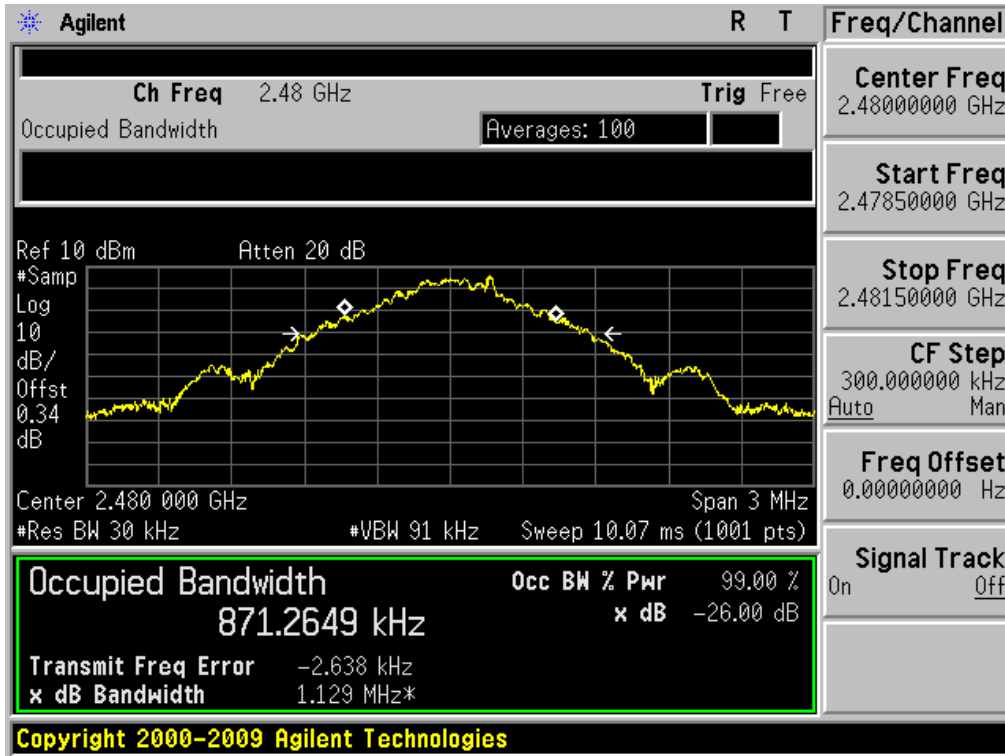 Agilent R T
Ch Freq 2.48 GHz Trig Free
Occupied Bandwidth Averages: 100
Ref 10 dBm Atten 20 dB
#Samp
Log
10
dB/
Offst
0.34
dB
Center 2.480 000 GHz Span 3 MHz
#Res BW 30 kHz #VBW 91 kHz Sweep 10.07 ms (1001 pts)
Occupied Bandwidth
871.2649 kHz
Occ BW % Pwr 99.00 %
x dB -26.00 dB
Transmit Freq Error -2.638 kHz
x dB Bandwidth 1.129 MHz*
Copyright 2000-2009 Agilent Technologies
Freq/Channel
Center Freq
2.48000000 GHz
Start Freq
2.47850000 GHz
Stop Freq
2.48150000 GHz
CF Step
300.000000 kHz
Auto Man
Freq Offset
0.00000000 Hz
Signal Track
On Off